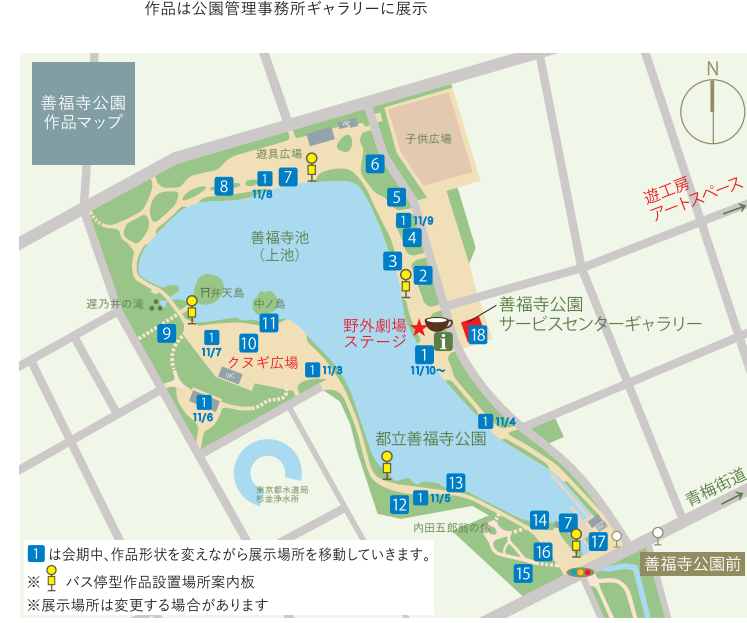 作品は公園管理事務所ギャラリーに展示
善福寺公園
作品マップ
N
子供広場
遊具広場
6
8
1
11/8
7
5
1
11/9
4
遊工房
アートスペース
善福寺池
(上池)
3
2
弁天島
中ノ島
遅乃井の滝
野外劇場
ステージ
善福寺公園
サービスセンターギャラリー
18
i
1
11/10〜
9
1
11/7
10
11
クヌギ広場
WC
1
11/3
1
11/6
1
11/4
都立善福寺公園
東京都水道局
杉並浄水所
13
12
1
11/5
青梅街道
内田五郎翁の像
14
7
17
16
15
善福寺公園前
1は会期中、作品形状を変えながら展示場所を移動していきます。
※ バス停型作品設置場所案内板
※展示場所は変更する場合があります